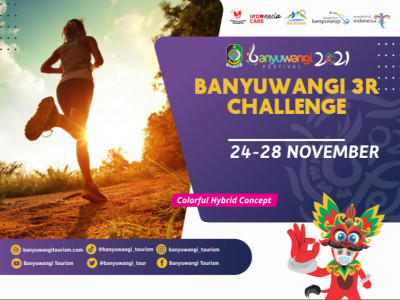 INDONESIA
CARE
wonderful
indonesia
Banyuwangi 2021
FESTIVAL
BANYUWANGI 3R
CHALLENGE
24-28 NOVEMBER
Colorful Hybrid Concept
banyuwangitourism.com
@banyuwangi_tourism
banyuwangi_tourism
Banyuwangi Tourism
@banyuwangi_tour
Banyuwangi Tourism